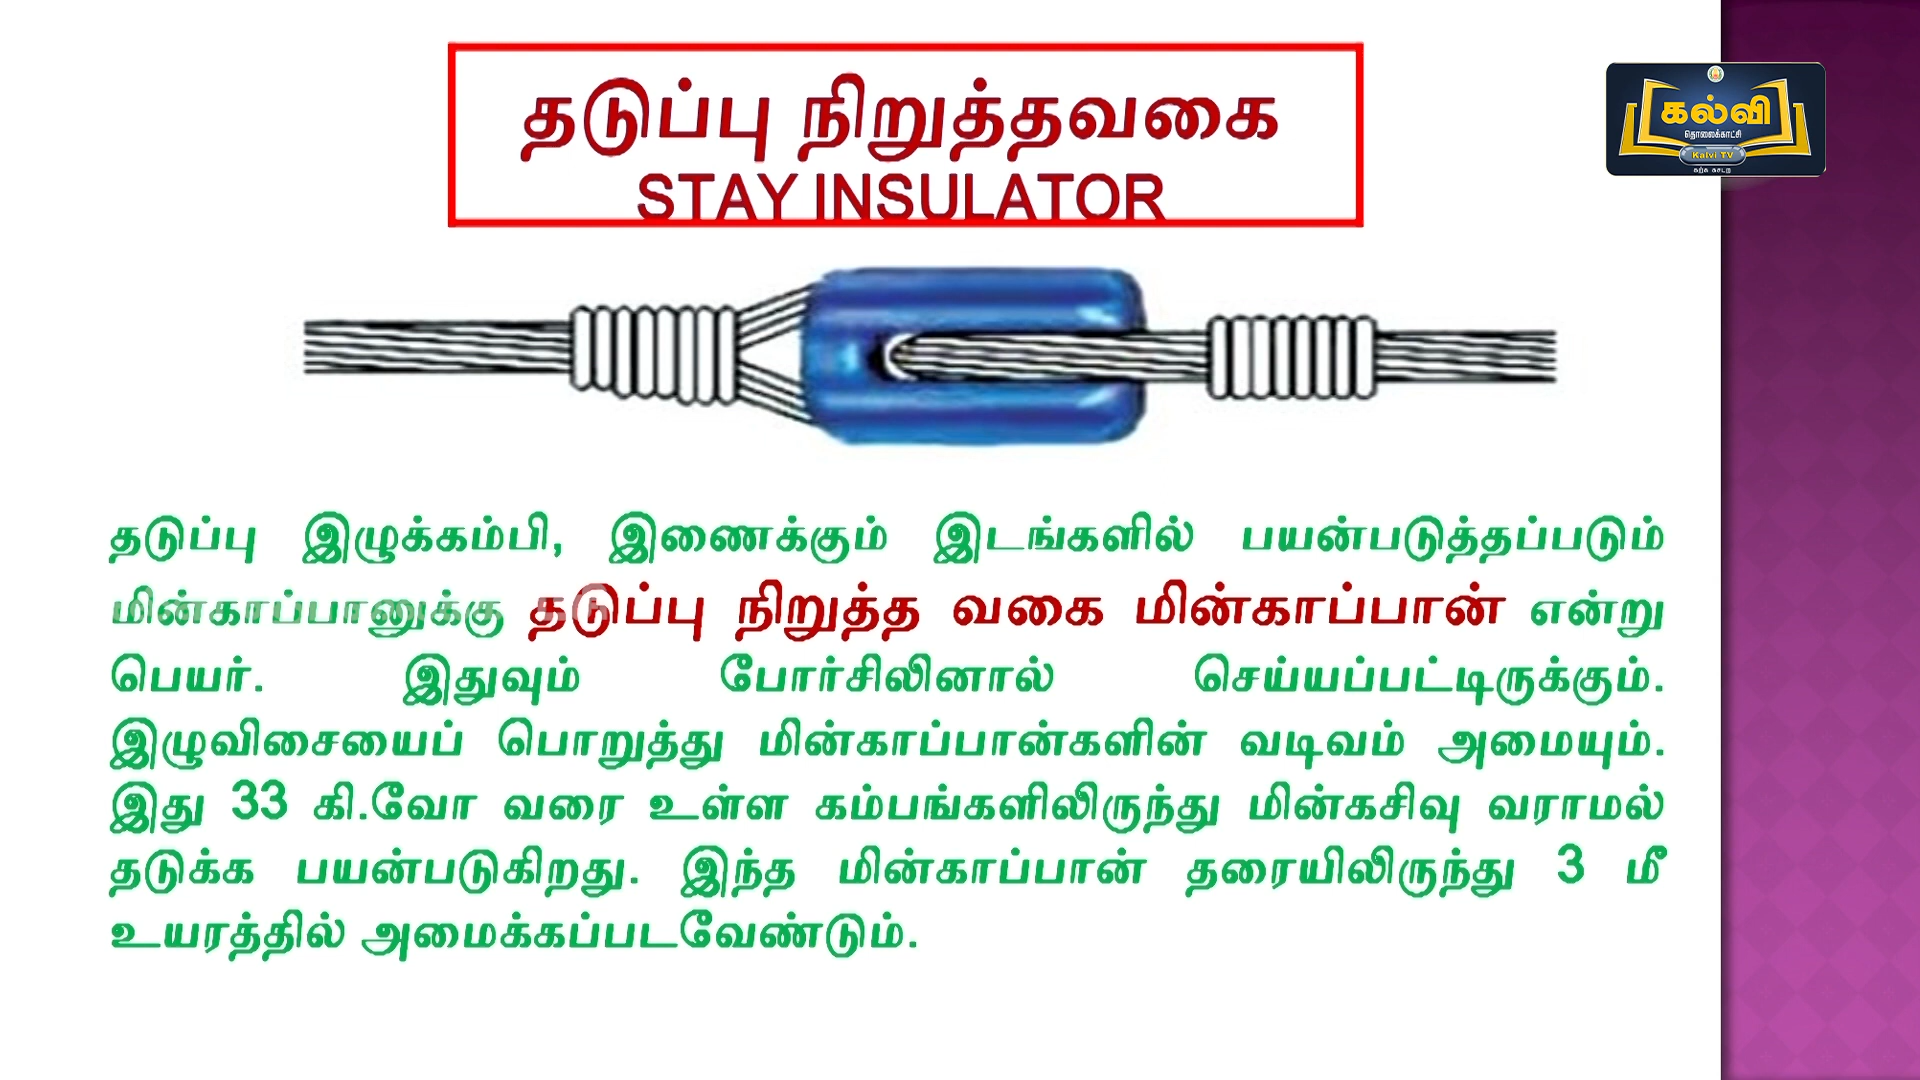 தடுப்பு நிறுத்தவகை
STAY INSULATOR
கல்வி
தொலைக்காட்சி
Kalvi TV
கற்க கசடற
தடுப்பு இழுக்கம்பி, இணைக்கும் இடங்களில் பயன்படுத்தப்படும்
மின்காப்பானுக்கு தடுப்பு நிறுத்த வகை மின்காப்பான் என்று
பெயர். இதுவும் போர்சிலினால் செய்யப்பட்டிருக்கும்.
இழுவிசையைப் பொறுத்து மின்காப்பான்களின் வடிவம் அமையும்.
இது 33 கி.வோ வரை உள்ள கம்பங்களிலிருந்து மின்கசிவு வராமல்
தடுக்க பயன்படுகிறது. இந்த மின்காப்பான் தரையிலிருந்து 3 மீ
உயரத்தில் அமைக்கப்படவேண்டும்.